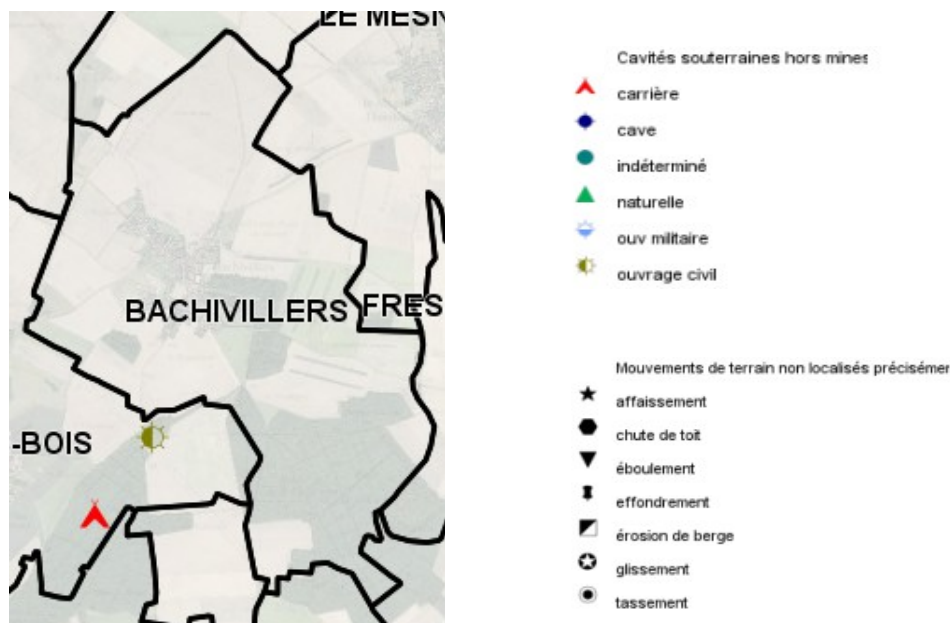 LE MESN
BACHIVILLERS
FRES
-BOIS
Cavités souterraines hors mines
carrière
cave
indéterminé
naturelle
ouv militaire
ouvrage civil
Mouvements de terrain non localisés précisémen
affaissement
chute de toit
éboulement
effondrement
érosion de berge
glissement
tassement